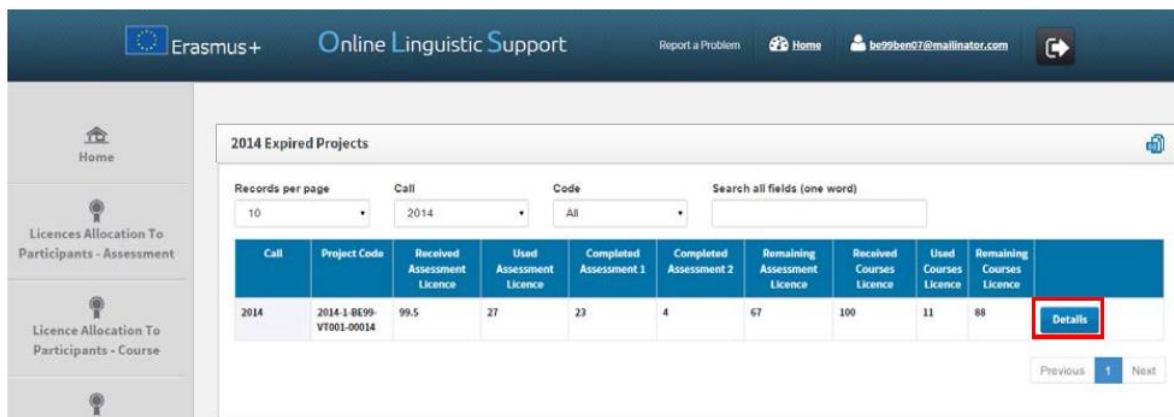 Erasmus+
Online Linguistic Support
Report a Problem
Home
be99ben07@mailinator.com
Home
Licences Allocation To
Participants - Assessment
Licence Allocation To
Participants - Course
2014 Expired Projects
Records per page
Call
Code
Search all fields (one word)
10
2014
All
Call
Project Code
Received
Assessment
Licence
Used
Assessment
Licence
Completed
Assessment 1
Completed
Assessment 2
Remaining
Assessment
Licence
Received
Courses
Licence
Used
Courses
Licence
Remaining
Courses
Licence
2014
2014-1-BE99-
VT001-00014
99.5
27
23
4
67
100
11
88
Details
Previous 1 Next